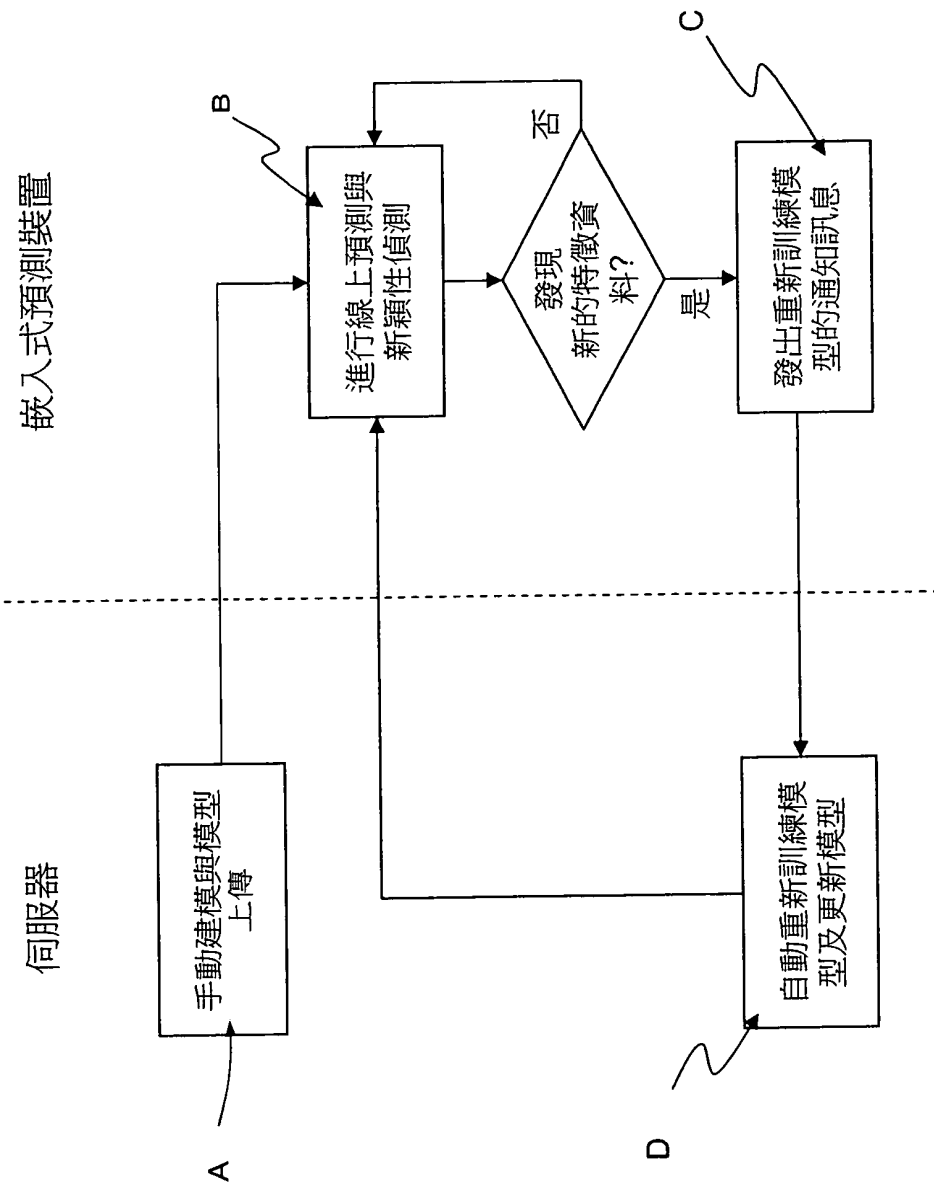 伺服器
嵌入式預測裝置
A
手動建模與模型
上傳
B
進行線上預測與
新穎性偵測
發現
新的特徵資
料?
否
是
C
發出重新訓練模
型的通知訊息
D
自動重新訓練模
型及更新模型